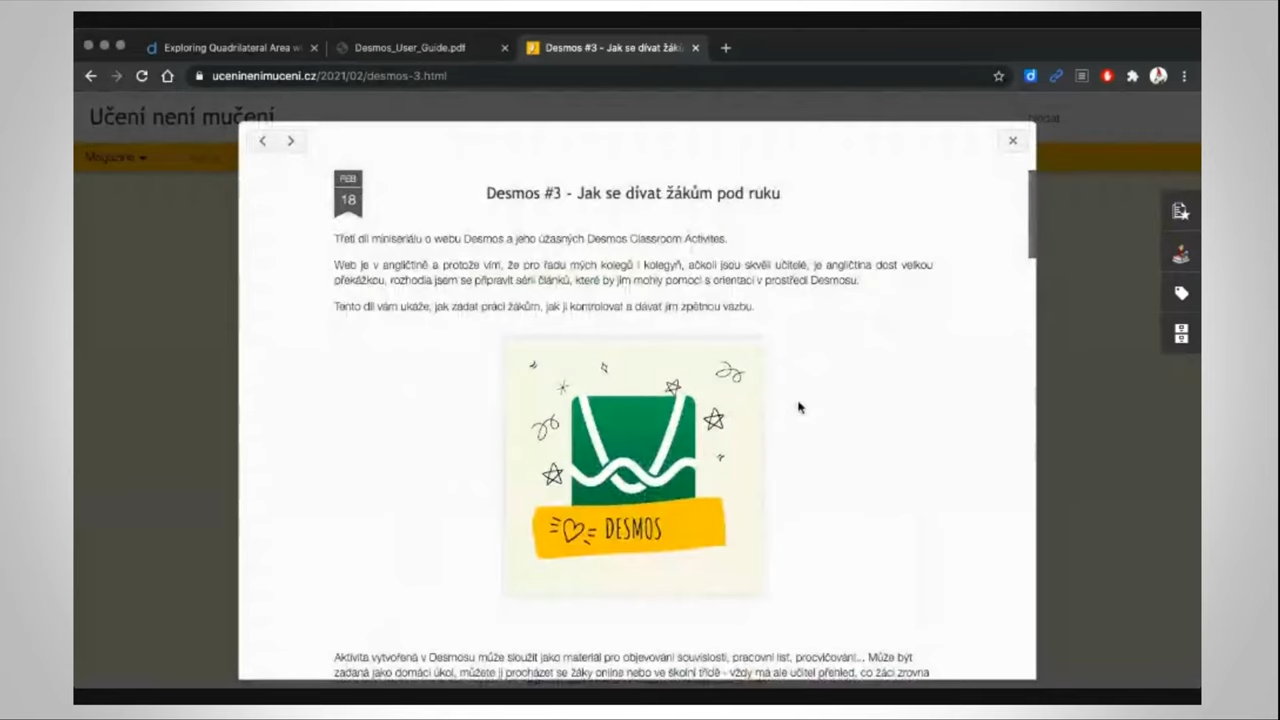 Exploring Quadrilateral Area w
Desmos_User_Guide.pdf
Desmos #3 - Jak se dívat žáků
uceninenimuceni.cz/2021/02/desmos-3.html
Učení není mučení
Hledat
Magazine
FEB
18
Desmos #3 - Jak se dívat žákům pod ruku
Třetí díl minisériálu o webu Desmos a jeho úžasných Desmos Classroom Activites.
Web je v angličtině a protože vím, že pro řadu mých kolegů i kolegyň, ačkoli jsou skvělí učitelé, je angličtina dost velkou
překážkou, rozhodla jsem se připravit sérii článků, které by jim mohly pomoci s orientací v prostředí Desmosu.
Tento díl vám ukáže, jak zadat práci žákům, jak ji kontrolovat a dávat jim zpětnou vazbu.
DESMOS
Aktivita vytvořená v Desmosu může sloužit jako materiál pro objevování souvislostí, pracovní list, procvičování... Může být
zadaná jako domácí úkol, můžete ji procházet se žáky online nebo ve školní třídě - vždy má ale učitel přehled, co žáci zrovna